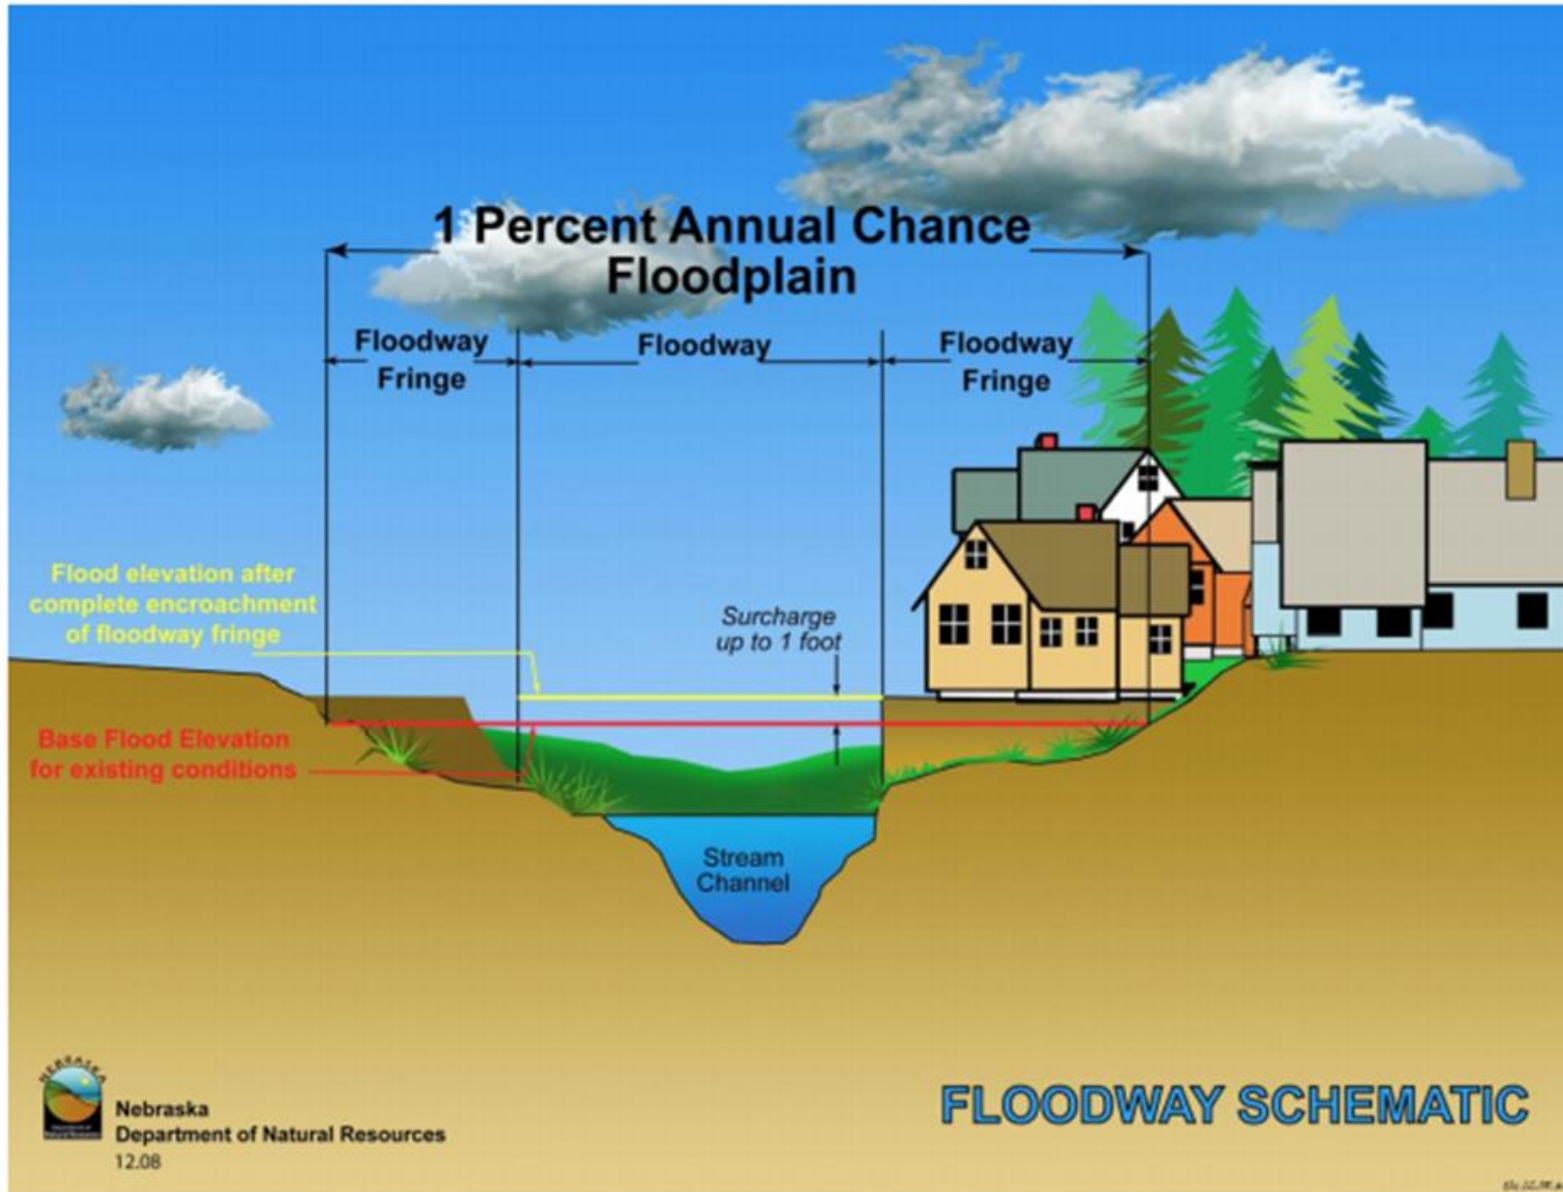 1 Percent Annual Chance
Floodplain
Floodway
Fringe
Floodway
Floodway
Fringe
Flood elevation after
complete encroachment
of floodway fringe
Surcharge
up to 1 foot
Base Flood Elevation
for existing conditions
Stream
Channel
NEBRASKA
Nebraska
Department of Natural Resources
12.08
FLOODWAY SCHEMATIC